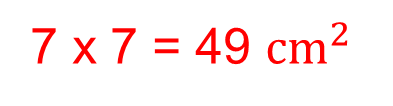 7 x 7 = 49 cm²